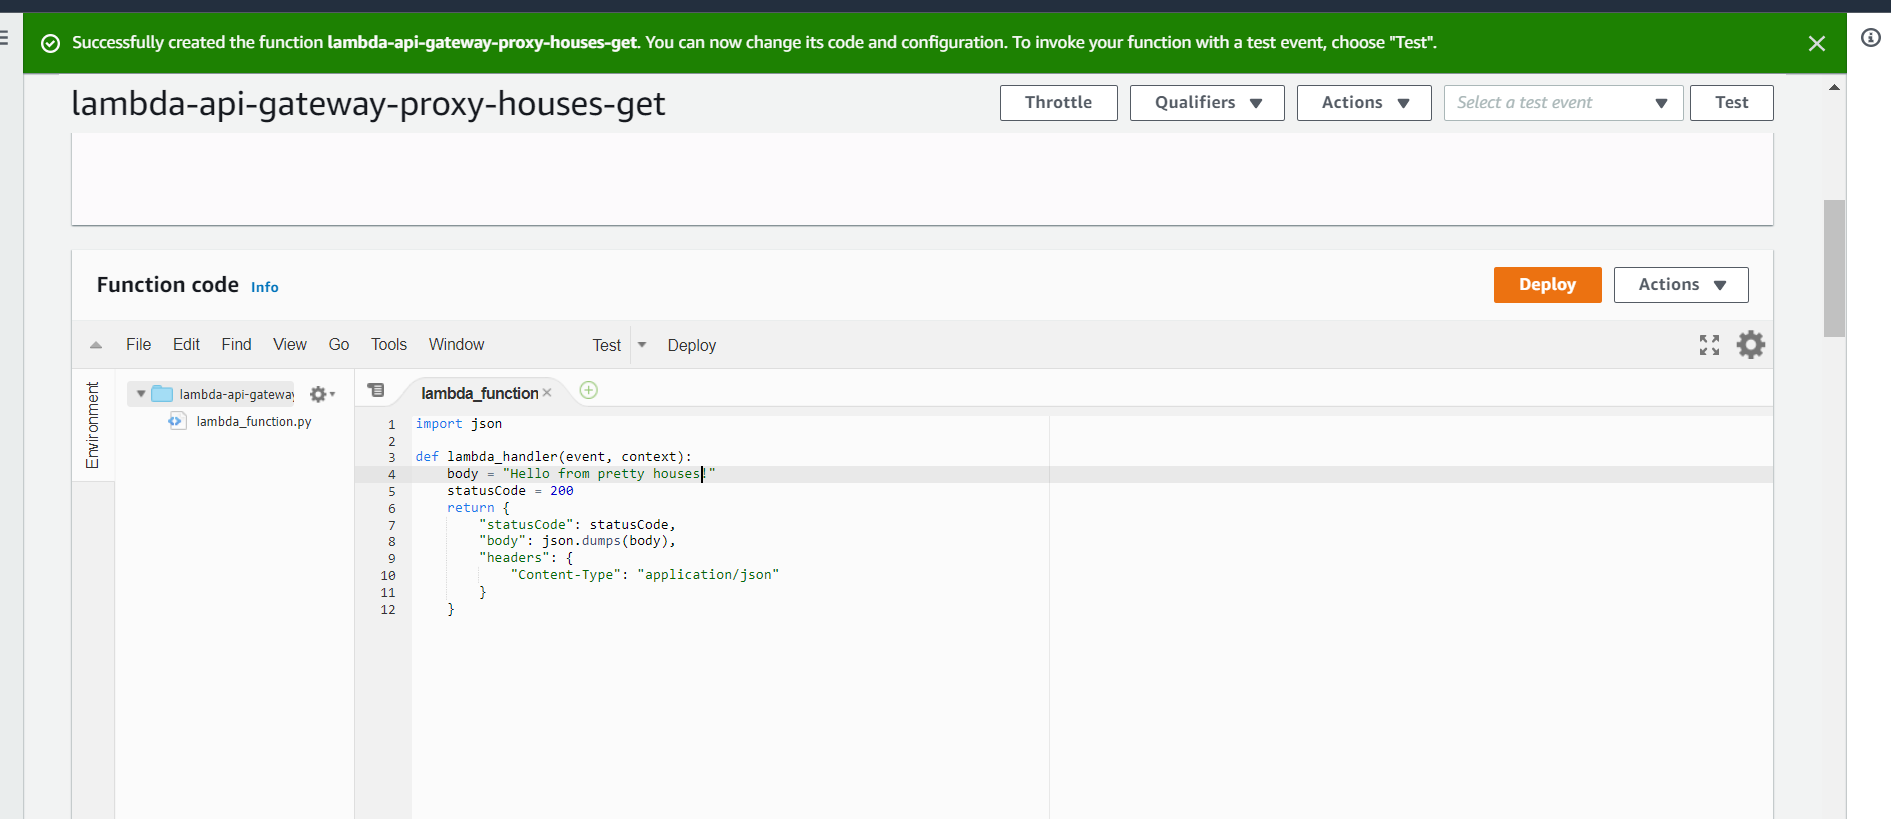 Successfully created the function lambda-api-gateway-proxy-houses-get. You can now change its code and configuration. To invoke your function with a test event, choose "Test".
lambda-api-gateway-proxy-houses-get
Throttle
Qualifiers
Actions
Select a test event
Test
Function code Info
Deploy
Actions
File Edit Find View Go Tools Window Test Deploy
Environment
lambda-api-gateway
lambda_function.py
lambda_function
1 import json
2
3 def lambda_handler(event, context):
4     body = "Hello from pretty houses!"
5     statusCode = 200
6     return {
7         "statusCode": statusCode,
8         "body": json.dumps(body),
9         "headers": {
10             "Content-Type": "application/json"
11         }
12     }